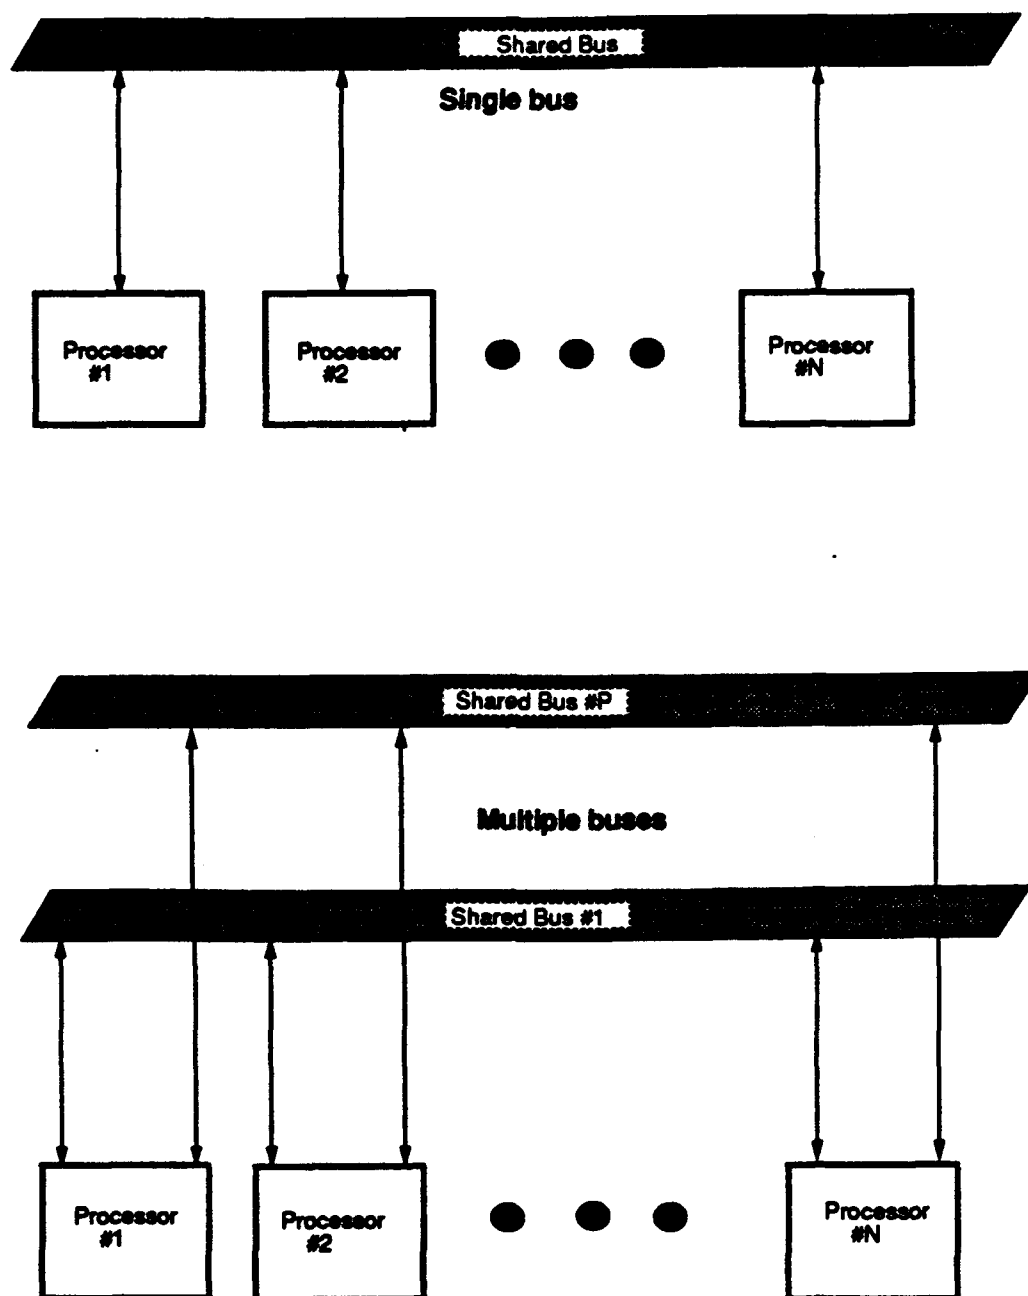 Shared Bus
Single bus
Processor
#1
Processor
#2
Processor
#N
Shared Bus #P
Multiple buses
Shared Bus #1
Processor
#1
Processor
#2
Processor
#N